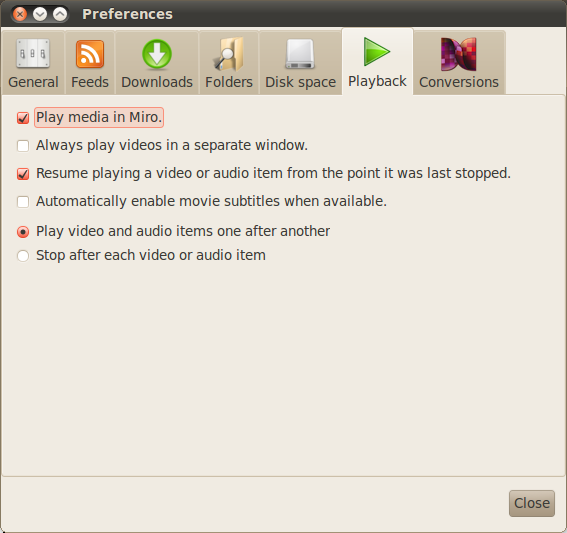 Preferences
General Feeds Downloads Folders Disk space Playback Conversions
Play media in Miro.
Always play videos in a separate window.
Resume playing a video or audio item from the point it was last stopped.
Automatically enable movie subtitles when available.
Play video and audio items one after another
Stop after each video or audio item
Close